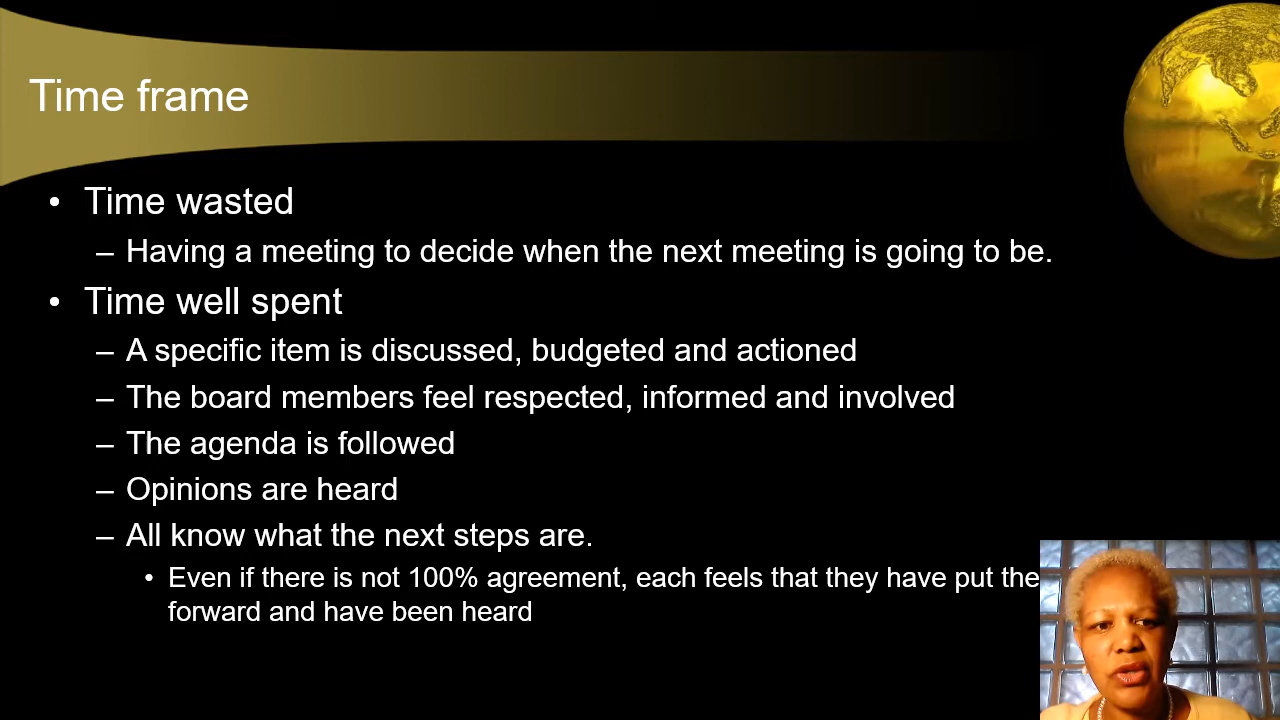 Time frame
• Time wasted
– Having a meeting to decide when the next meeting is going to be.
• Time well spent
– A specific item is discussed, budgeted and actioned
– The board members feel respected, informed and involved
– The agenda is followed
– Opinions are heard
– All know what the next steps are.
• Even if there is not 100% agreement, each feels that they have put the
forward and have been heard